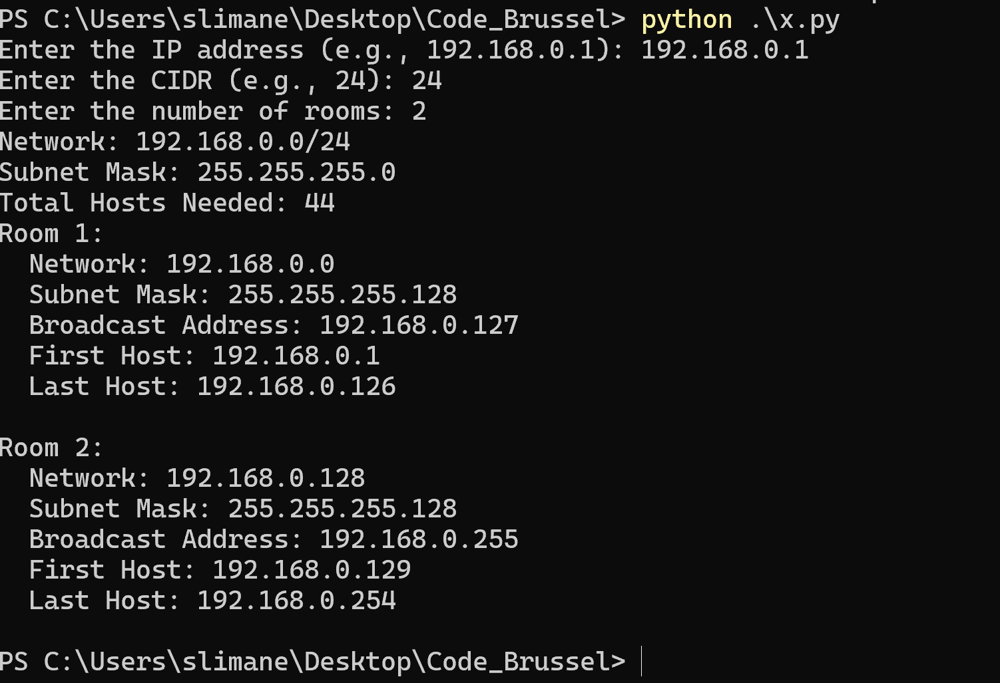 PS C:\Users\slimane\Desktop\Code_Brussel> python .\x.py
Enter the IP address (e.g., 192.168.0.1): 192.168.0.1
Enter the CIDR (e.g., 24): 24
Enter the number of rooms: 2
Network: 192.168.0.0/24
Subnet Mask: 255.255.255.0
Total Hosts Needed: 44
Room 1:
  Network: 192.168.0.0
  Subnet Mask: 255.255.255.128
  Broadcast Address: 192.168.0.127
  First Host: 192.168.0.1
  Last Host: 192.168.0.126
Room 2:
  Network: 192.168.0.128
  Subnet Mask: 255.255.255.128
  Broadcast Address: 192.168.0.255
  First Host: 192.168.0.129
  Last Host: 192.168.0.254
PS C:\Users\slimane\Desktop\Code_Brussel>